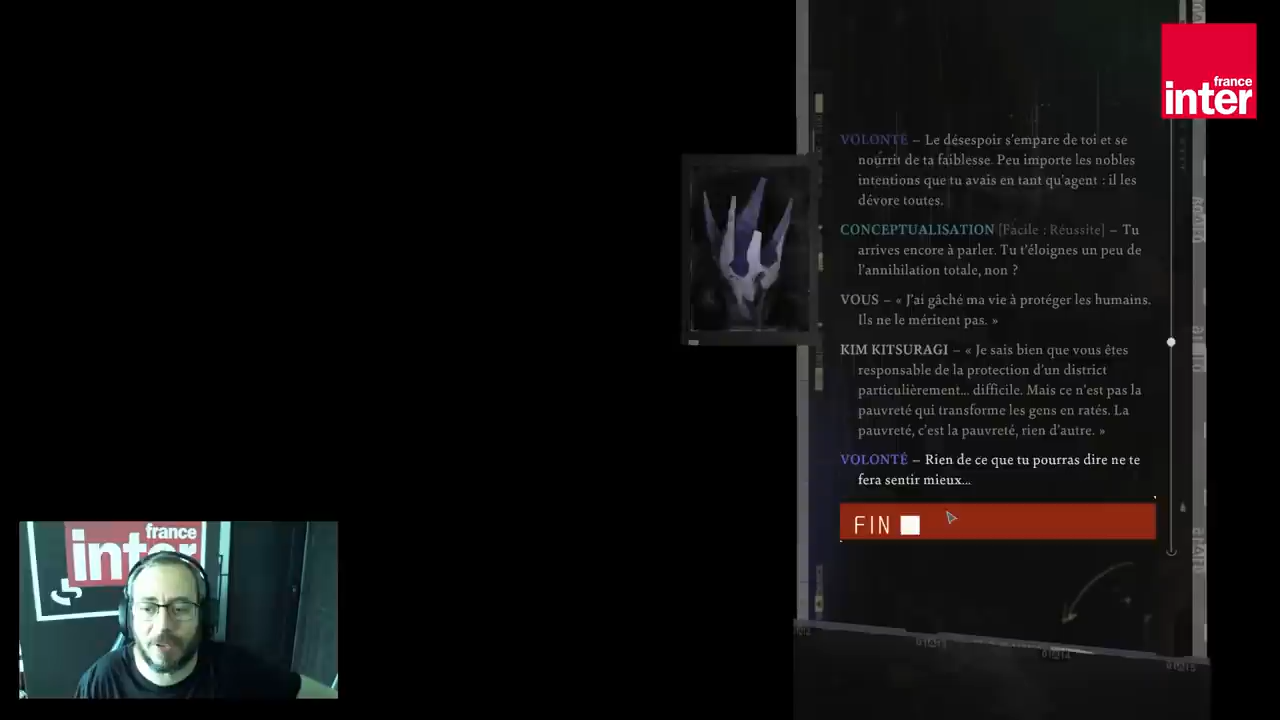 france
inter
VOLONTÉ – Le désespoir s'empare de toi et se
nourrit de ta faiblesse. Peu importe les nobles
intentions que tu avais en tant qu'agent : il les
dévore toutes.
CONCEPTUALISATION [Facile : Réussite] – Tu
arrives encore à parler. Tu t'éloignes un peu de
l'annihilation totale, non ?
VOUS – « J'ai gâché ma vie à protéger les humains.
Ils ne le méritent pas. »
KIM KITSURAGI – « Je sais bien que vous êtes
responsable de la protection d'un district
particulièrement... difficile. Mais ce n'est pas la
pauvreté qui transforme les gens en ratés. La
pauvreté, c'est la pauvreté, rien d'autre. »
VOLONTÉ – Rien de ce que tu pourras dire ne te
fera sentir mieux...
FIN
france
inter